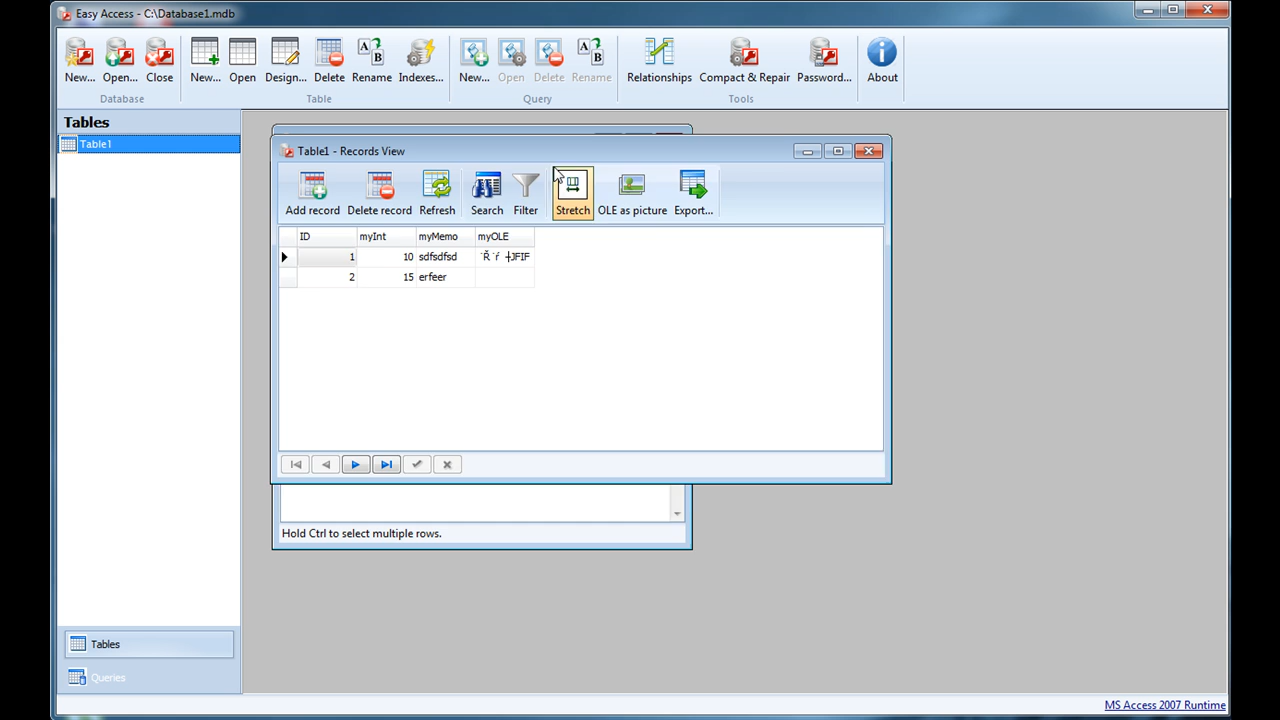 Easy Access - C:\Database1.mdb
New... Open... Close New... Open Design... Delete Rename Indexes... New... Open Delete Rename Relationships Compact & Repair Password... About
Database Table Query Tools
Tables
Table1
Table1 - Records View
Add record Delete record Refresh Search Filter Stretch OLE as picture Export...
ID myInt myMemo myOLE
1 10 sdfsdfsd JFIF
2 15 erfeer
Hold Ctrl to select multiple rows.
Tables
Queries
MS Access 2007 Runtime